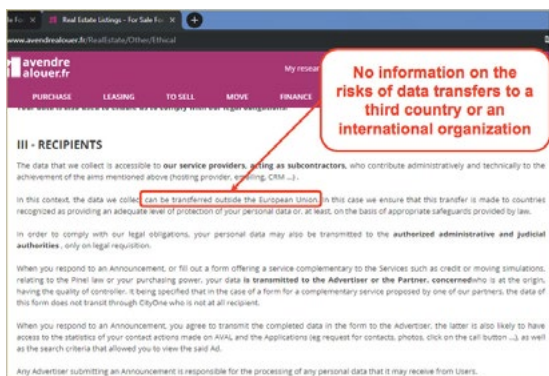 le Fo
Real Estate Listings - For Sale Fo
www.avendrealouer.fr/RealEstate/Other/Ethical
avendre
alouer.fr
My resear
PURCHASE LEASING TO SELL MOVE FINANCE
No information on the
risks of data transfers to a
third country or an
international organization
III - RECIPIENTS
The data that we collect is accessible to our service providers, acting as subcontractors, who contribute administratively and technically to the
achievement of the aims mentioned above (hosting provider, emailing, CRM ...) .
In this context, the data we collect can be transferred outside the European Union. In this case we ensure that this transfer is made to countries
recognized as providing an adequate level of protection of your personal data or, at least, on the basis of appropriate safeguards provided by law.
In order to comply with our legal obligations, your personal data may also be transmitted to the authorized administrative and judicial
authorities , only on legal requisition.
When you respond to an Announcement, or fill out a form offering a service complementary to the Services such as credit or moving simulations,
relating to the Pinel law or your purchasing power, your data is transmitted to the Advertiser or the Partner, concernedwho is at the origin,
having the quality of controller. It being specified that in the case of a form for a complementary service proposed by one of our partners, the data of
this form does not transit through CityOne who is not at all recipient.
When you respond to an Announcement, you agree to transmit the completed data in the form to the Advertiser, the latter is also likely to have
access to the statistics of your contact actions made on AVAL and the Applications (eg request for contacts, photos, click on the call button ...), as well
as the search criteria that allowed you to view the said Ad.
Any Advertiser submitting an Announcement is responsible for the processing of any personal data that it may receive from Users.